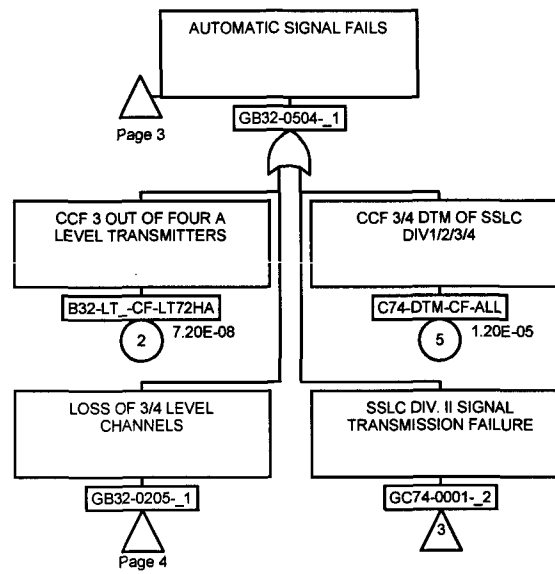 AUTOMATIC SIGNAL FAILS
Page 3
GB32-0504-_1
CCF 3 OUT OF FOUR A
LEVEL TRANSMITTERS
B32-LT_-CF-LT72HA
2
7.20E-08
CCF 3/4 DTM OF SSLC
DIV1/2/3/4
C74-DTM-CF-ALL
5
1.20E-05
LOSS OF 3/4 LEVEL
CHANNELS
GB32-0205-_1
Page 4
SSLC DIV. II SIGNAL
TRANSMISSION FAILURE
GC74-0001-_2
3